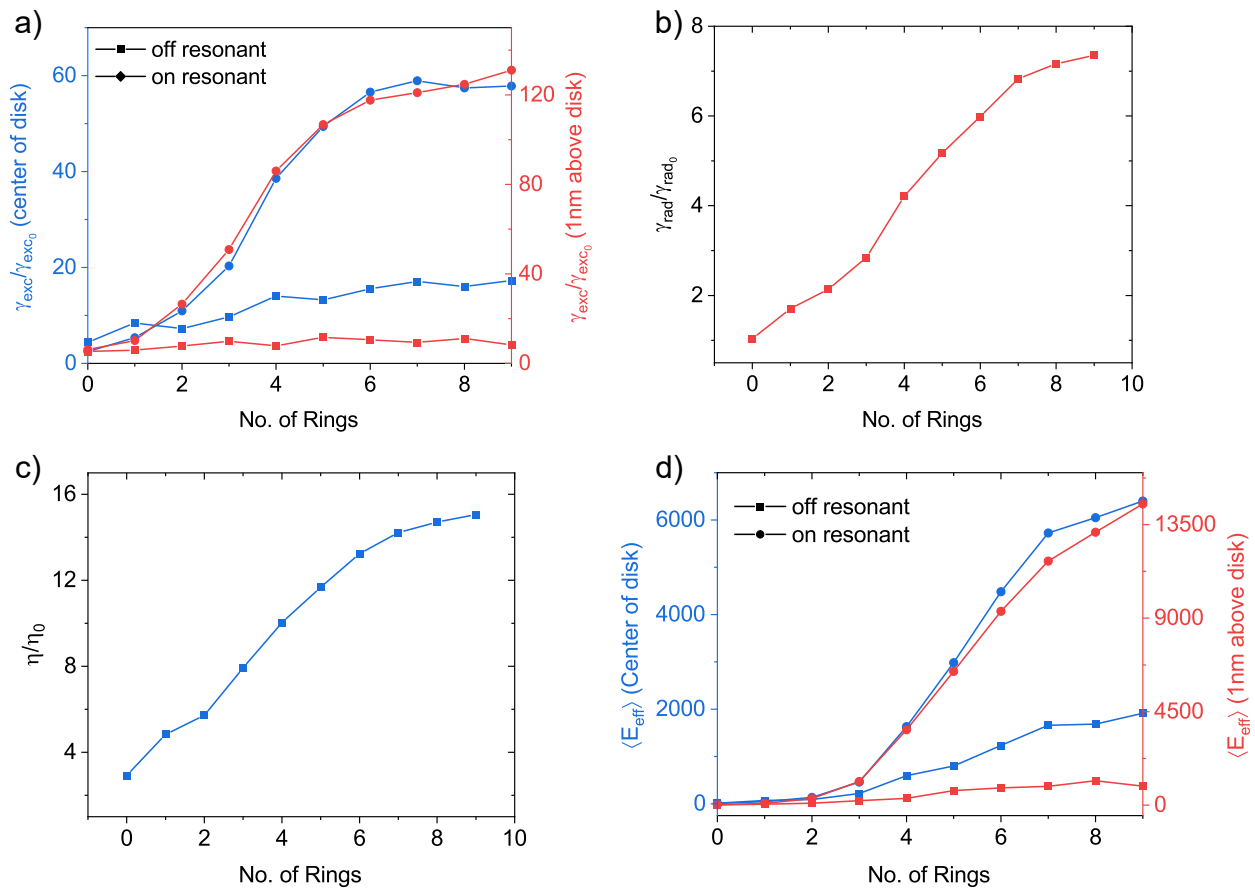 a)
off resonant
on resonant
60
40
20
0
γexc/γexc0 (center of disk)
120
80
40
0
γexc/γexc0 (1nm above disk)
0 2 4 6 8
No. of Rings
b)
8
6
4
2
γrad/γrad0
0 2 4 6 8 10
No. of Rings
c)
16
12
8
4
η/η0
0 2 4 6 8 10
No. of Rings
d)
off resonant
on resonant
6000
4000
2000
0
⟨Eeff⟩ (Center of disk)
13500
9000
4500
0
⟨Eeff⟩ (1nm above disk)
0 2 4 6 8
No. of Rings